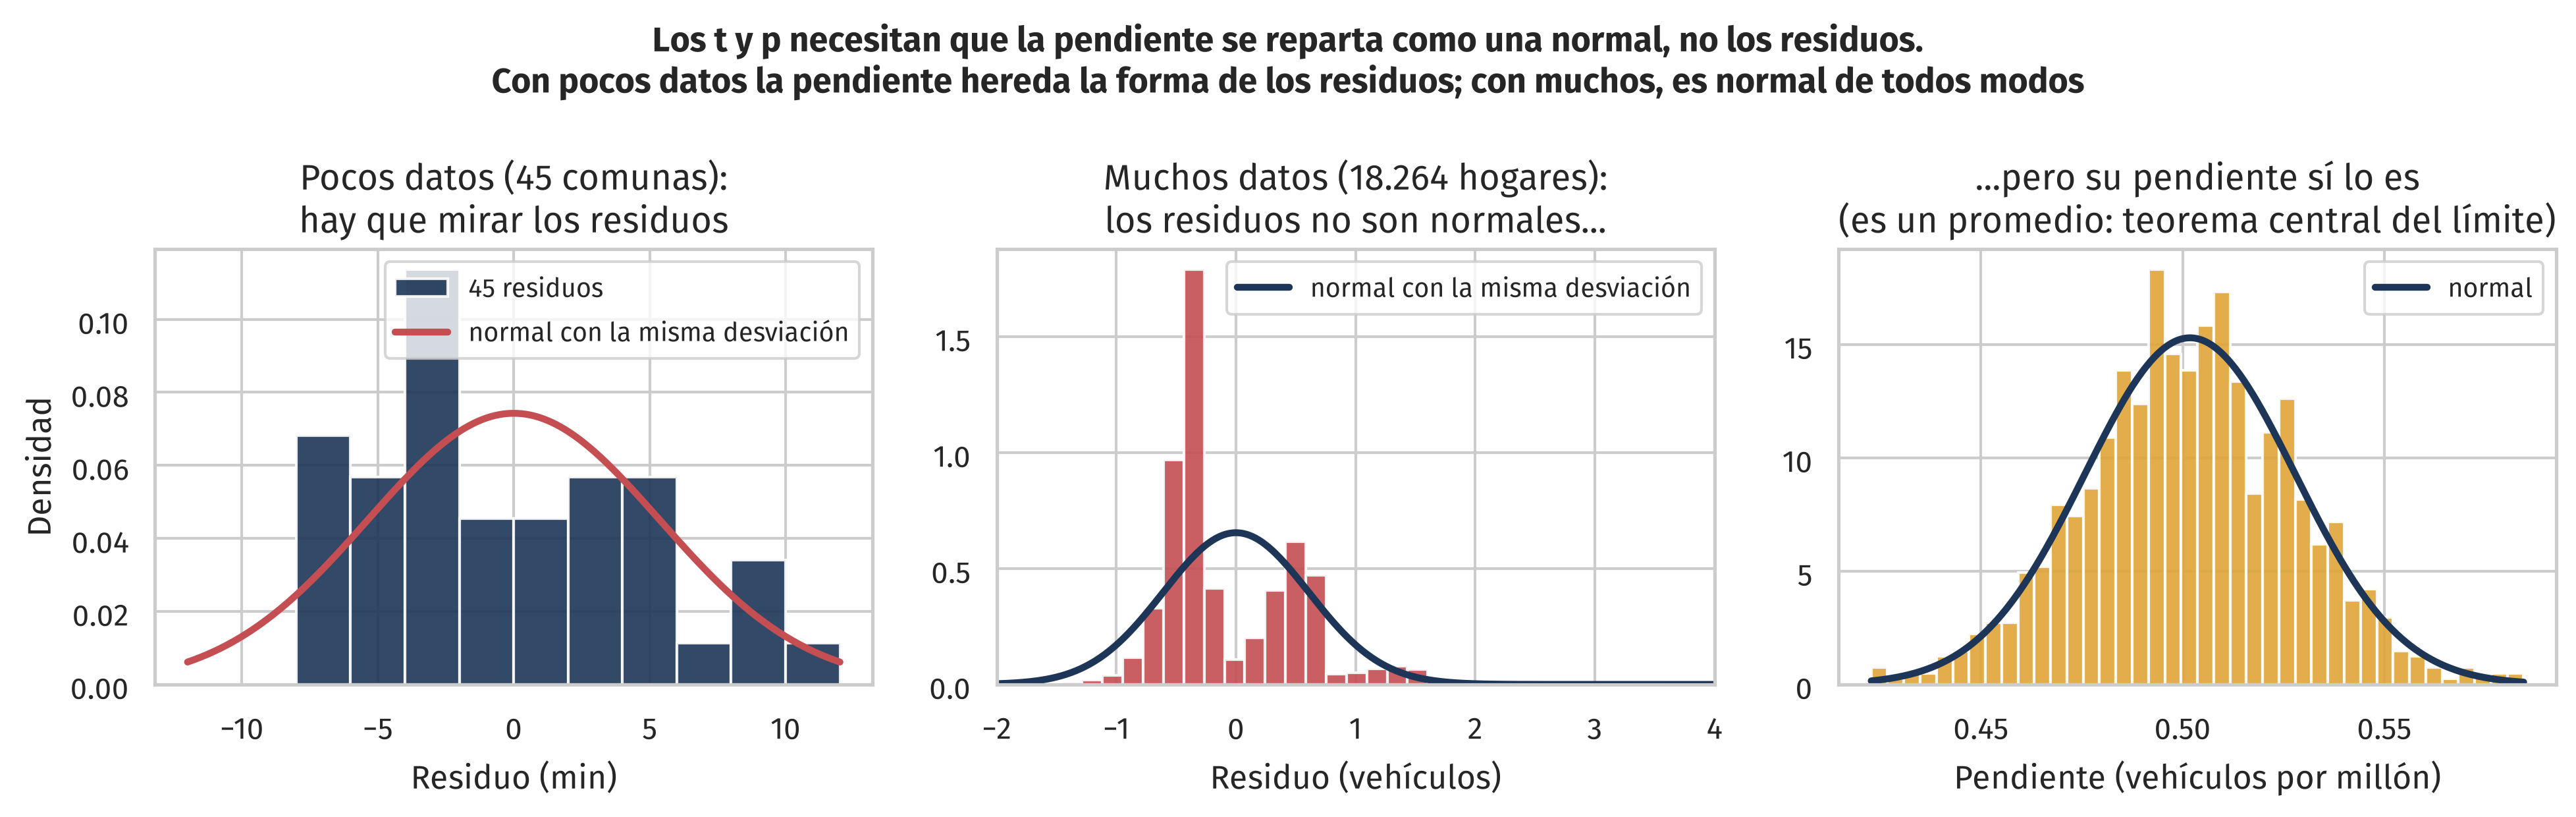 Los t y p necesitan que la pendiente se reparta como una normal, no los residuos.
Con pocos datos la pendiente hereda la forma de los residuos; con muchos, es normal de todos modos
Pocos datos (45 comunas):
hay que mirar los residuos
45 residuos
normal con la misma desviación
Densidad
0.10
0.08
0.06
0.04
0.02
0.00
−10
−5
0
5
10
Residuo (min)
Muchos datos (18.264 hogares):
los residuos no son normales...
normal con la misma desviación
1.5
1.0
0.5
0.0
−2
−1
0
1
2
3
4
Residuo (vehículos)
...pero su pendiente sí lo es
(es un promedio: teorema central del límite)
normal
15
10
5
0
0.45
0.50
0.55
Pendiente (vehículos por millón)